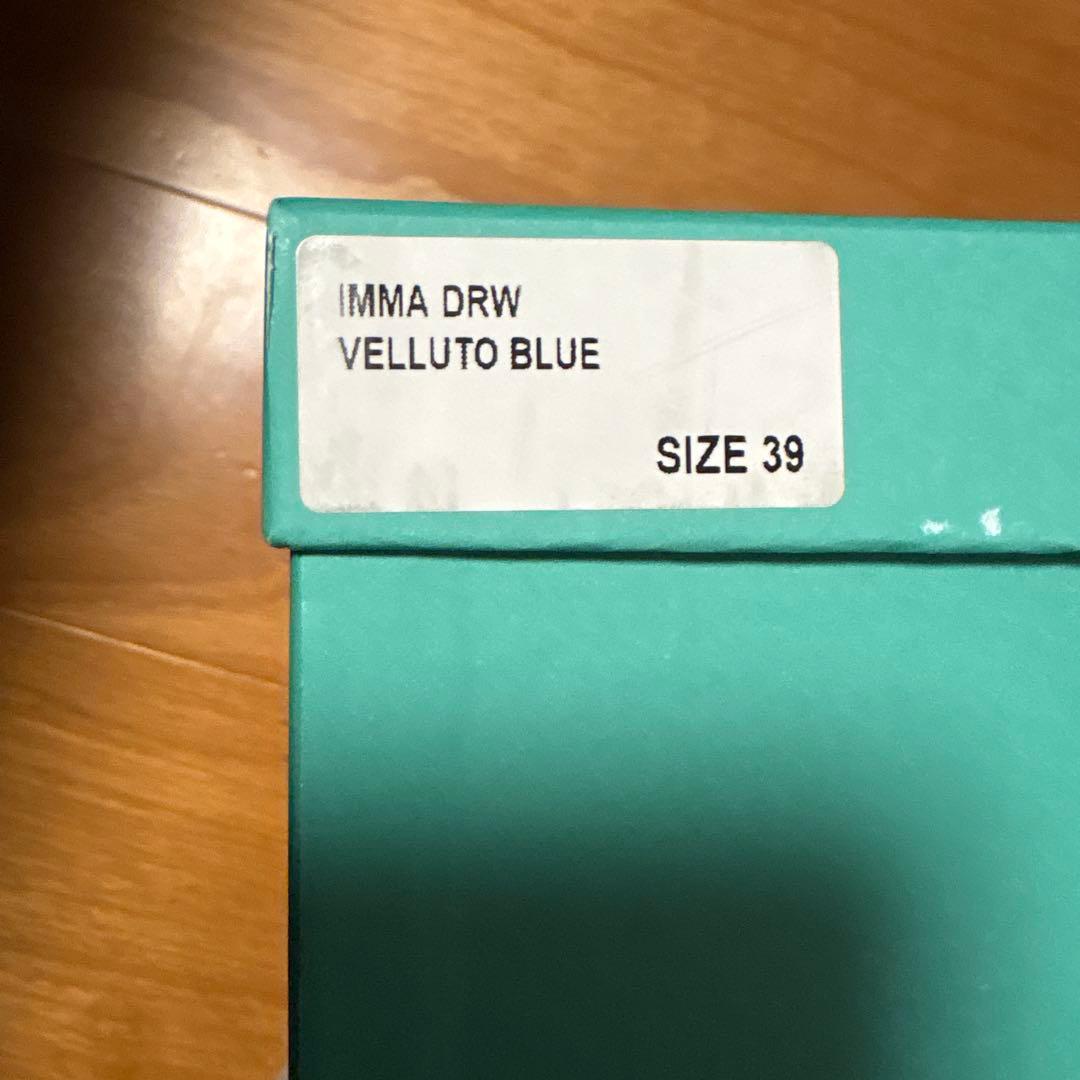 IMMA DRW
VELLUTO BLUE
SIZE 39